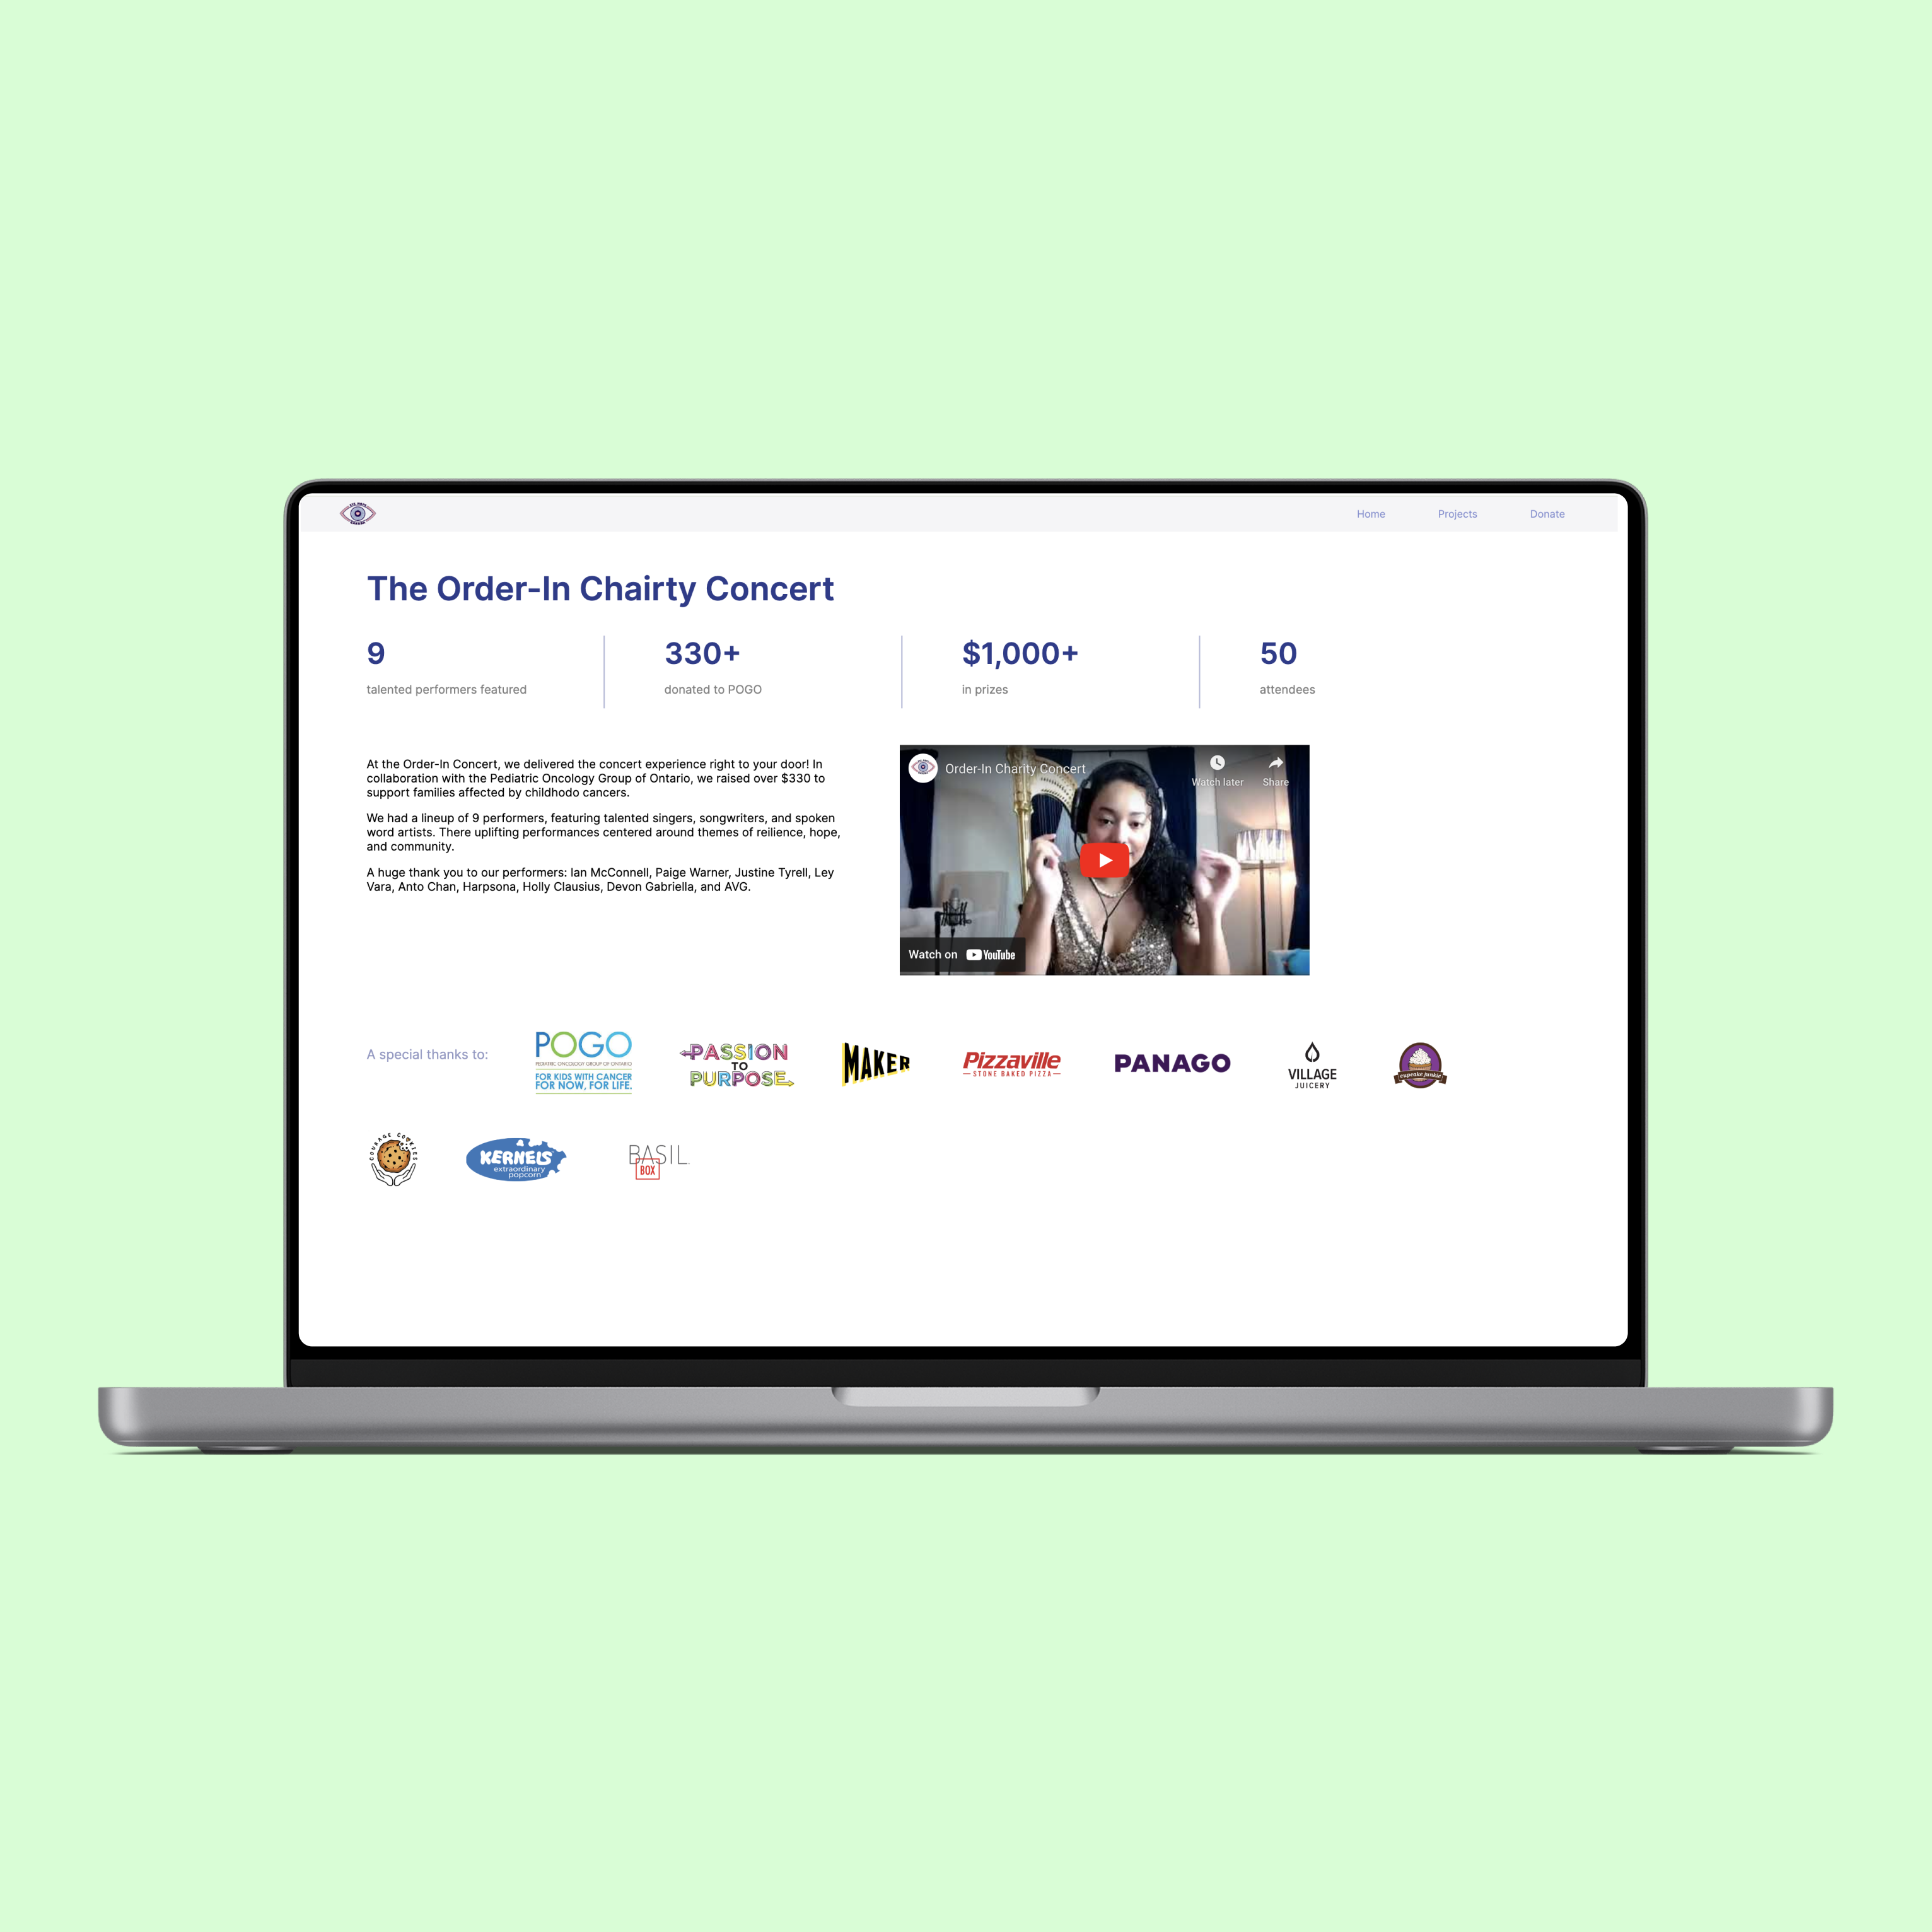 Home Projects Donate
The Order-In Chairty Concert
9
talented performers featured
330+
donated to POGO
$1,000+
in prizes
50
attendees
At the Order-In Concert, we delivered the concert experience right to your door! In
collaboration with the Pediatric Oncology Group of Ontario, we raised over $330 to
support families affected by childhodo cancers.
We had a lineup of 9 performers, featuring talented singers, songwriters, and spoken
word artists. There uplifting performances centered around themes of reilience, hope,
and community.
A huge thank you to our performers: Ian McConnell, Paige Warner, Justine Tyrell, Ley
Vara, Anto Chan, Harpsona, Holly Clausius, Devon Gabriella, and AVG.
Order-In Charity Concert
Watch later
Share
Watch on YouTube
A special thanks to:
POGO
PEDIATRIC ONCOLOGY GROUP OF ONTARIO
FOR KIDS WITH CANCER
FOR NOW, FOR LIFE.
PASSION
TO
PURPOSE
MAKER
Pizzaville
STONE BAKED PIZZA
PANAGO
VILLAGE
JUICERY
cupcake junkie
COURAGE COOKIES
KERNELS
extraordinary
popcorn
BASIL
BOX